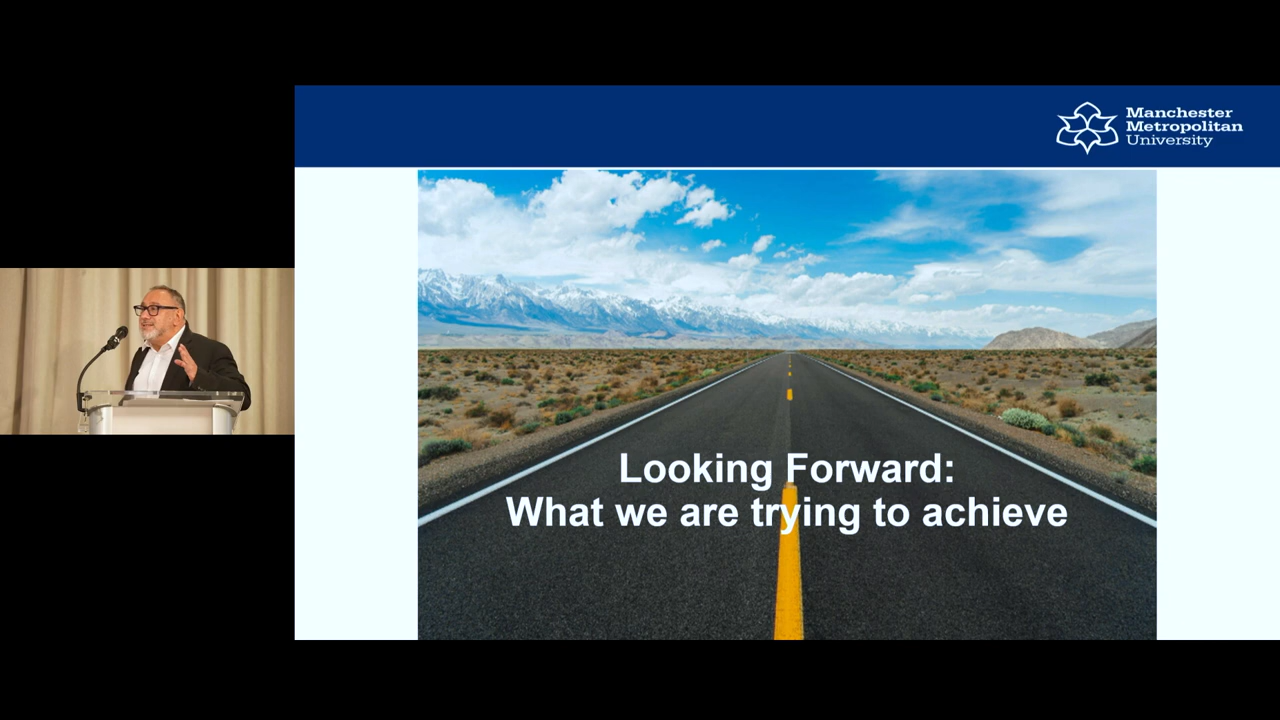 Manchester
Metropolitan
University
Looking Forward:
What we are trying to achieve